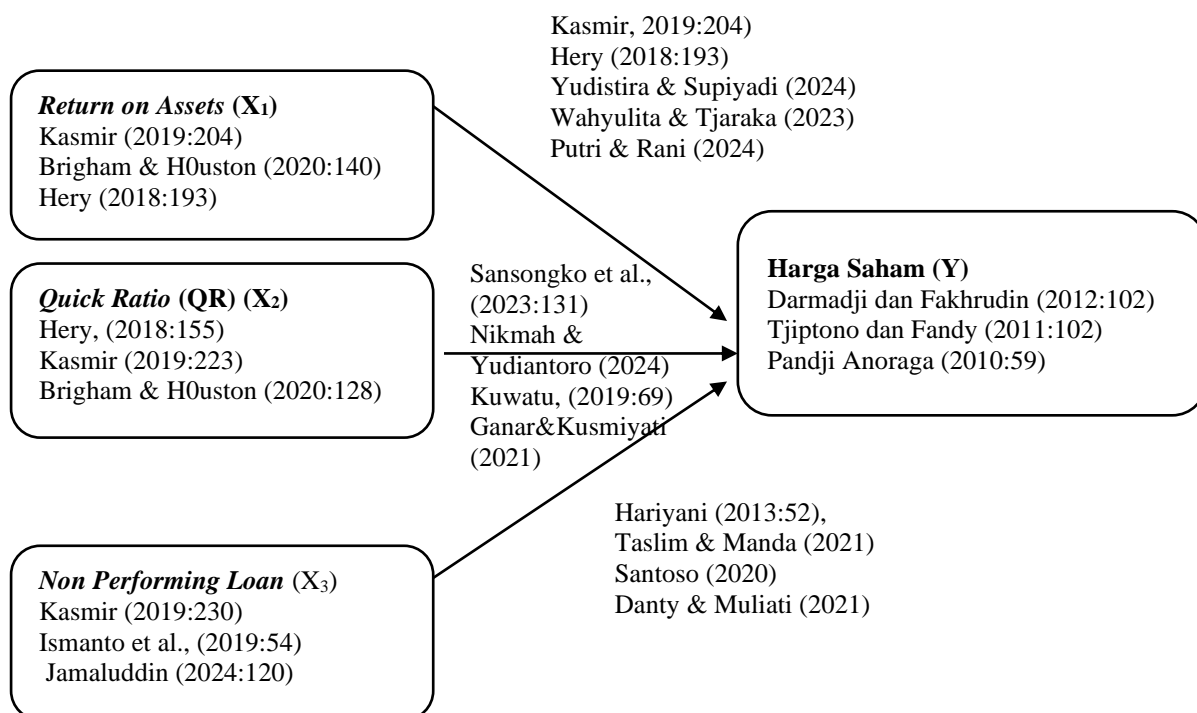 Kasmir, 2019:204)
Hery (2018:193)
Yudistira & Supiyadi (2024)
Wahyulita & Tjaraka (2023)
Putri & Rani (2024)
Return on Assets (X₁)
Kasmir (2019:204)
Brigham & H0uston (2020:140)
Hery (2018:193)
Quick Ratio (QR) (X₂)
Hery, (2018:155)
Kasmir (2019:223)
Brigham & H0uston (2020:128)
Sansongko et al.,
(2023:131)
Nikmah &
Yudiantoro (2024)
Kuwatu, (2019:69)
Ganar&Kusmiyati
(2021)
Harga Saham (Y)
Darmadji dan Fakhrudin (2012:102)
Tjiptono dan Fandy (2011:102)
Pandji Anoraga (2010:59)
Non Performing Loan (X₃)
Kasmir (2019:230)
Ismanto et al., (2019:54)
Jamaluddin (2024:120)
Hariyani (2013:52),
Taslim & Manda (2021)
Santoso (2020)
Danty & Muliati (2021)